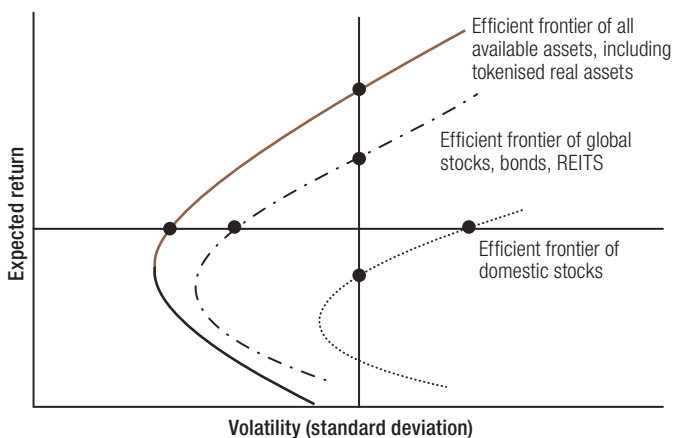 Efficient frontier of all
available assets, including
tokenised real assets
Efficient frontier of global
stocks, bonds, REITS
Efficient frontier of
domestic stocks
Expected return
Volatility (standard deviation)